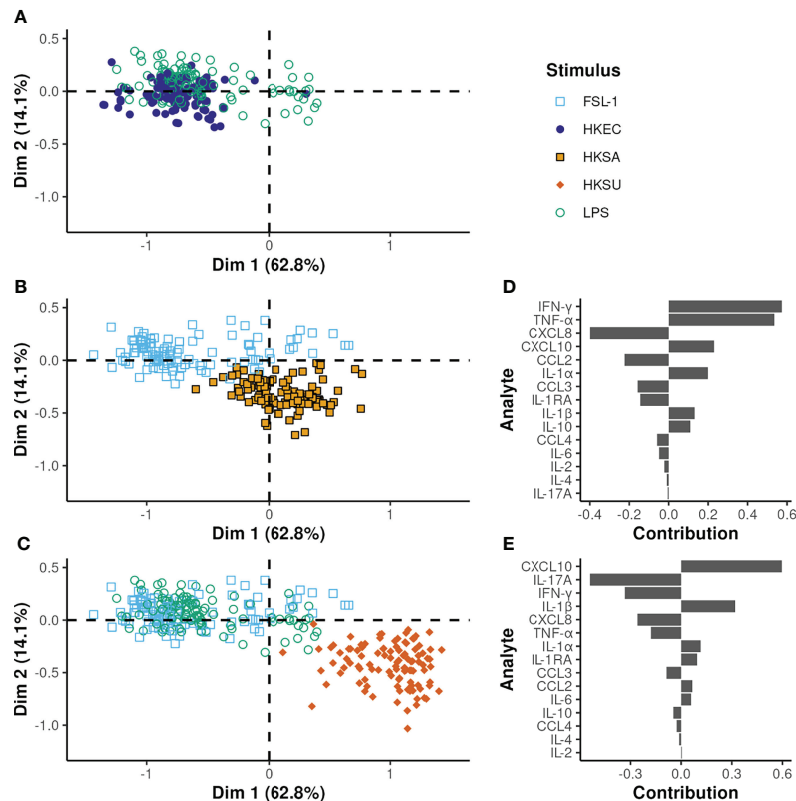 A
0.5
0.0
-0.5
-1.0
Dim 2 (14.1%)
-1
0
1
Dim 1 (62.8%)
Stimulus
FSL-1
HKEC
HKSA
HKSU
LPS
B
0.5
0.0
-0.5
-1.0
Dim 2 (14.1%)
-1
0
1
Dim 1 (62.8%)
D
Analyte
IFN-γ
TNF-α
CXCL8
CXCL10
CCL2
IL-1α
CCL3
IL-1RA
IL-1β
IL-10
CCL4
IL-6
IL-2
IL-4
IL-17A
-0.4
-0.2
0.0
0.2
0.4
0.6
Contribution
C
0.5
0.0
-0.5
-1.0
Dim 2 (14.1%)
-1
0
1
Dim 1 (62.8%)
E
Analyte
CXCL10
IL-17A
IFN-γ
IL-1β
CXCL8
TNF-α
IL-1α
IL-1RA
CCL3
CCL2
IL-6
IL-10
CCL4
IL-4
IL-2
-0.3
0.0
0.3
0.6
Contribution